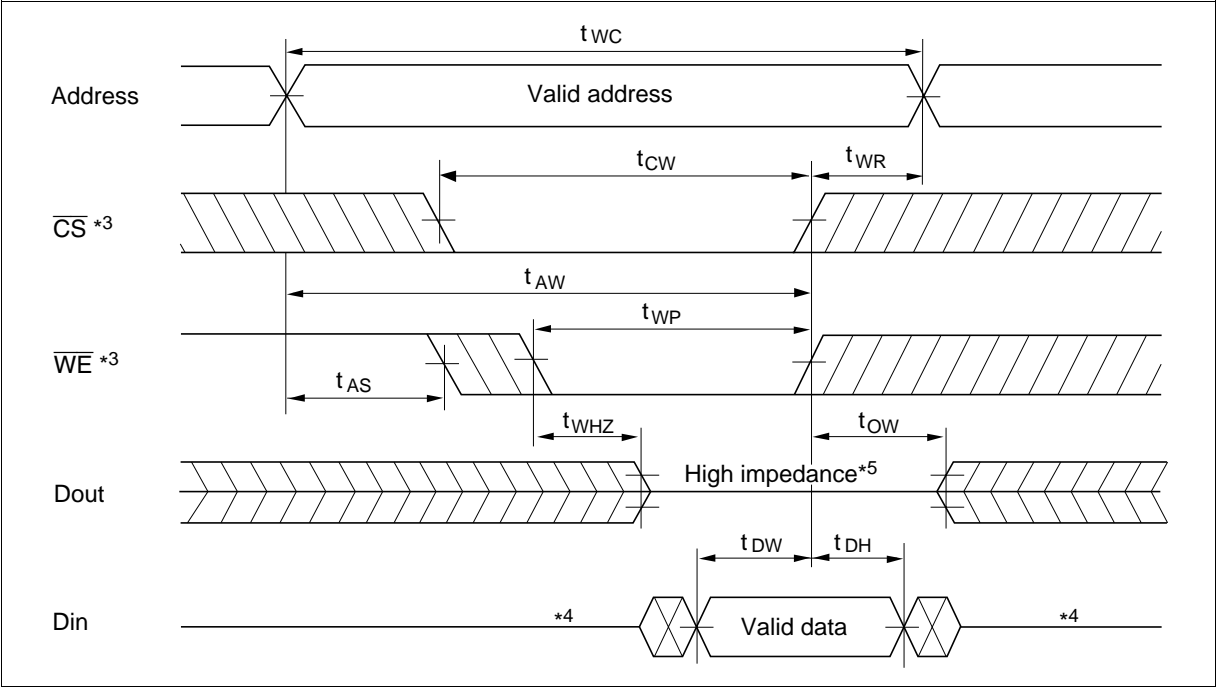 t WC
Address
Valid address
t CW
t WR
CS *3
t AW
t WP
WE *3
t AS
t WHZ
t OW
High impedance*5
Dout
t DW
t DH
Din
*4
Valid data
*4